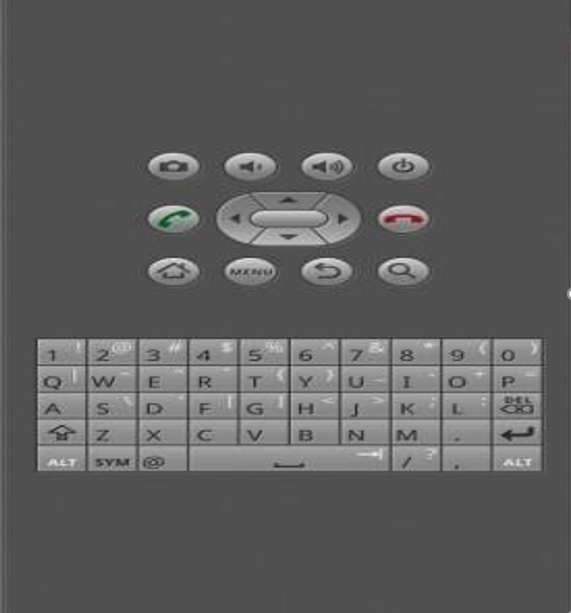 MENU
1 ! 2 @ 3 # 4 $ 5 % 6 ^ 7 & 8 * 9 ( 0 )
Q | W ~ E " R ` T { Y } U _ I - O + P =
A S \ D ' F [ G ] H < J > K ; L : DEL
Z X C V B N M .
ALT SYM @ / ? , ALT